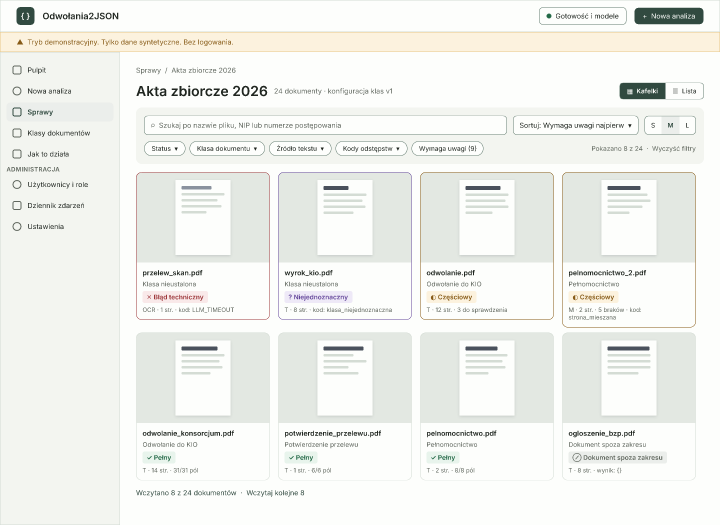 { } Odwołania2JSON
Gotowość i modele
+ Nowa analiza
▲ Tryb demonstracyjny. Tylko dane syntetyczne. Bez logowania.
Pulpit
Nowa analiza
Sprawy
Klasy dokumentów
Jak to działa
ADMINISTRACJA
Użytkownicy i role
Dziennik zdarzeń
Ustawienia
Sprawy / Akta zbiorcze 2026
Akta zbiorcze 2026 24 dokumenty · konfiguracja klas v1
Kafelki Lista
Szukaj po nazwie pliku, NIP lub numerze postępowania
Sortuj: Wymaga uwagi najpierw ▾
S M L
Status ▾ Klasa dokumentu ▾ Źródło tekstu ▾ Kody odstępstw ▾ Wymaga uwagi (9)
Pokazano 8 z 24 · Wyczyść filtry
przelew_skan.pdf
Klasa nieustalona
× Błąd techniczny
OCR · 1 str. · kod: LLM_TIMEOUT
wyrok_kio.pdf
Klasa nieustalona
? Niejednoznaczny
T · 8 str. · kod: klasa_niejednoznaczna
odwolanie.pdf
Odwołanie do KIO
◐ Częściowy
T · 12 str. · 3 do sprawdzenia
pelnomocnictwo_2.pdf
Pełnomocnictwo
◐ Częściowy
M · 2 str. · 5 braków · kod:
strona_mieszana
odwolanie_konsorcjum.pdf
Odwołanie do KIO
✓ Pełny
T · 14 str. · 31/31 pól
potwierdzenie_przelewu.pdf
Potwierdzenie przelewu
✓ Pełny
T · 1 str. · 6/6 pól
pelnomocnictwo.pdf
Pełnomocnictwo
✓ Pełny
T · 2 str. · 8/8 pól
ogloszenie_bzp.pdf
Dokument spoza zakresu
Dokument spoza zakresu
T · 8 str. · wynik: {}
Wczytano 8 z 24 dokumentów · Wczytaj kolejne 8